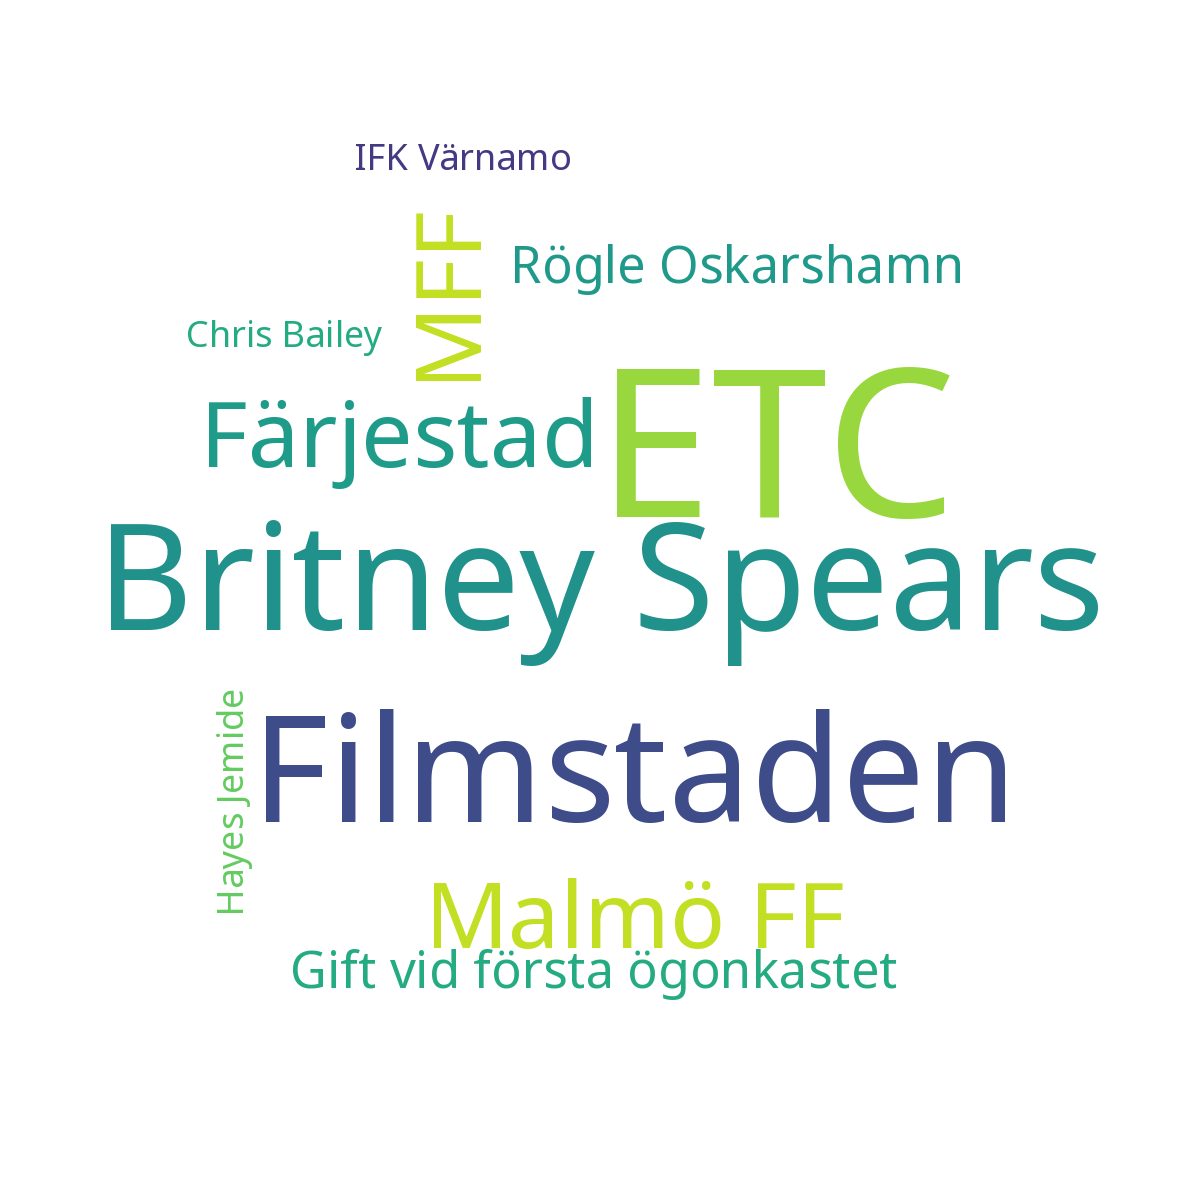 IFK Värnamo
MFF
Rögle Oskarshamn
Chris Bailey
ETC
Färjestad
Britney Spears
Hayes Jemide
Filmstaden
Malmö FF
Gift vid första ögonkastet